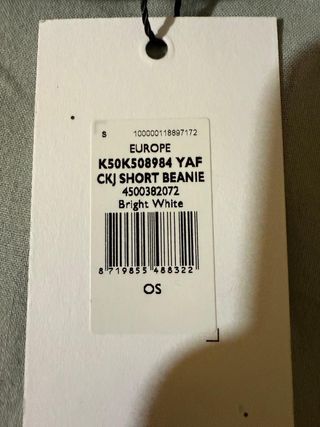 S 100000118897172
EUROPE
K50K508984 YAF
CKJ SHORT BEANIE
4500382072
Bright White
8 719855 488322
OS